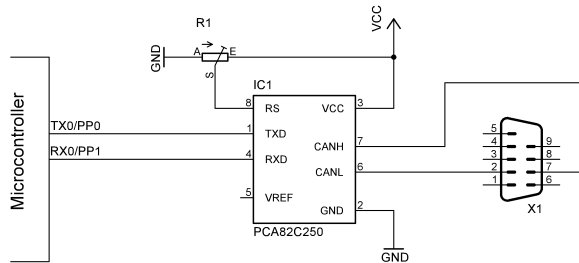 R1
VCC
GND
A
E
S
IC1
8
RS
VCC
3
Microcontroller
TX0/PP0
1
TXD
CANH
7
RX0/PP1
4
RXD
CANL
6
5
VREF
GND
2
PCA82C250
GND
5
4
3
2
1
9
8
7
6
X1